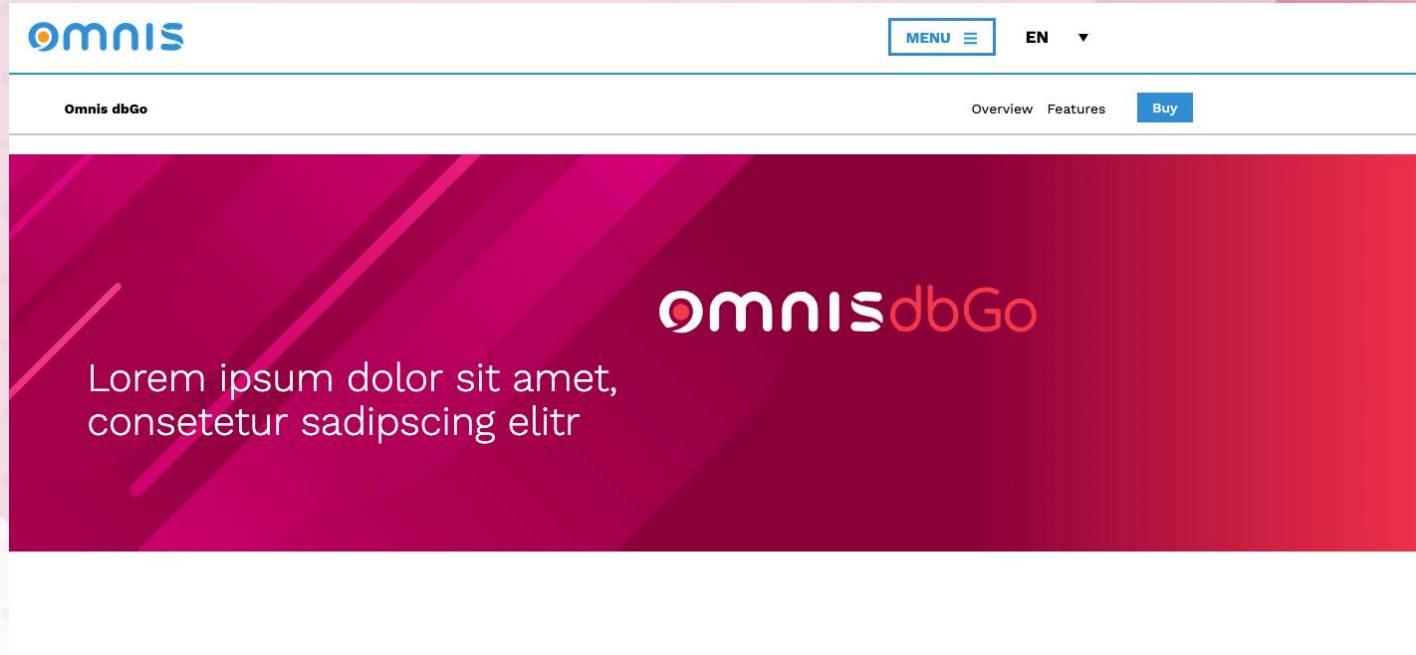 omnis
MENU
EN
Omnis dbGo
Overview Features Buy
omnisdbGo
Lorem ipsum dolor sit amet,
consetetur sadipscing elitr